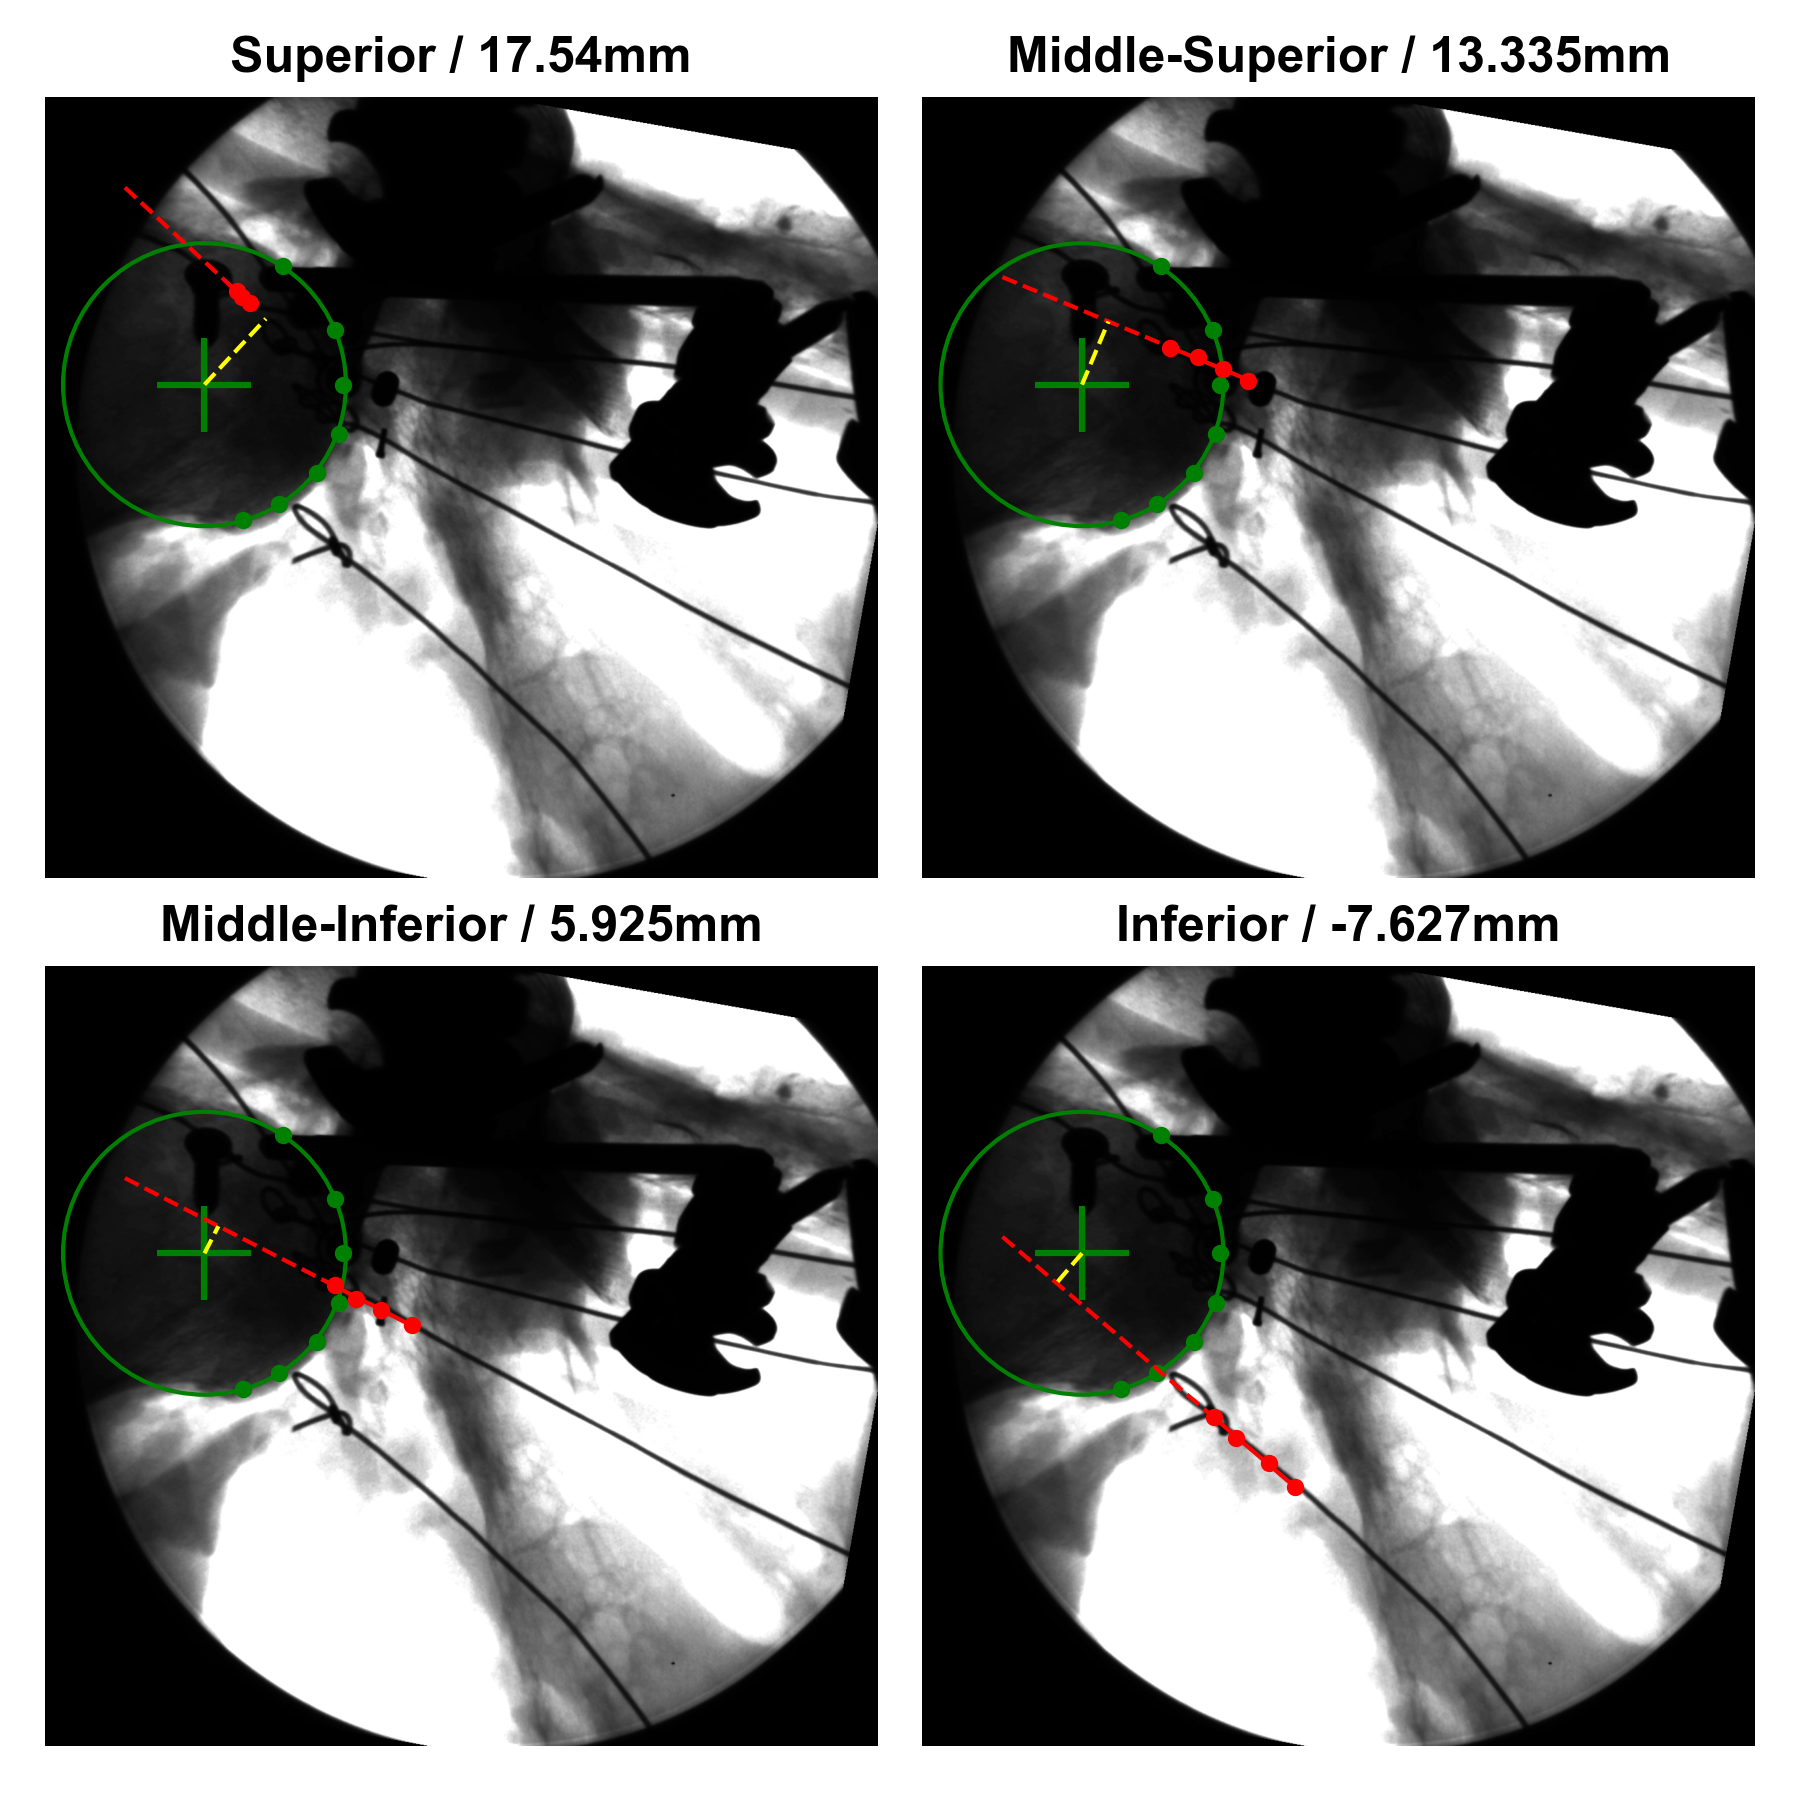 Superior / 17.54mm
Middle-Superior / 13.335mm
Middle-Inferior / 5.925mm
Inferior / -7.627mm